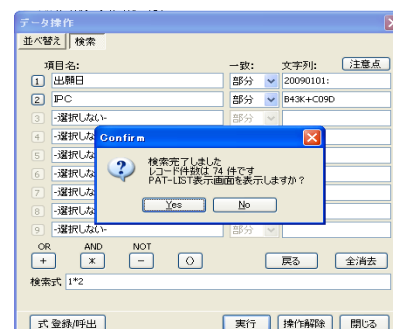 データ操作
並べ替え 検索
項目名: 一致: 文字列: 注意点
1 出願日 部分 20090101:
2 IPC 部分 B43K+C09D
3 -選択しない- 部分
4 -選択しな
5 -選択しな
6 -選択しな
7 -選択しな
8 -選択しな
9 -選択しない- 部分
Confirm
検索完了しました
レコード件数は 74 件です
PAT-LIST表示画面を表示しますか？
Yes No
OR AND NOT
+ * - () 戻る 全消去
検索式 1*2
式 登録/呼出 実行 操作解除 閉じる